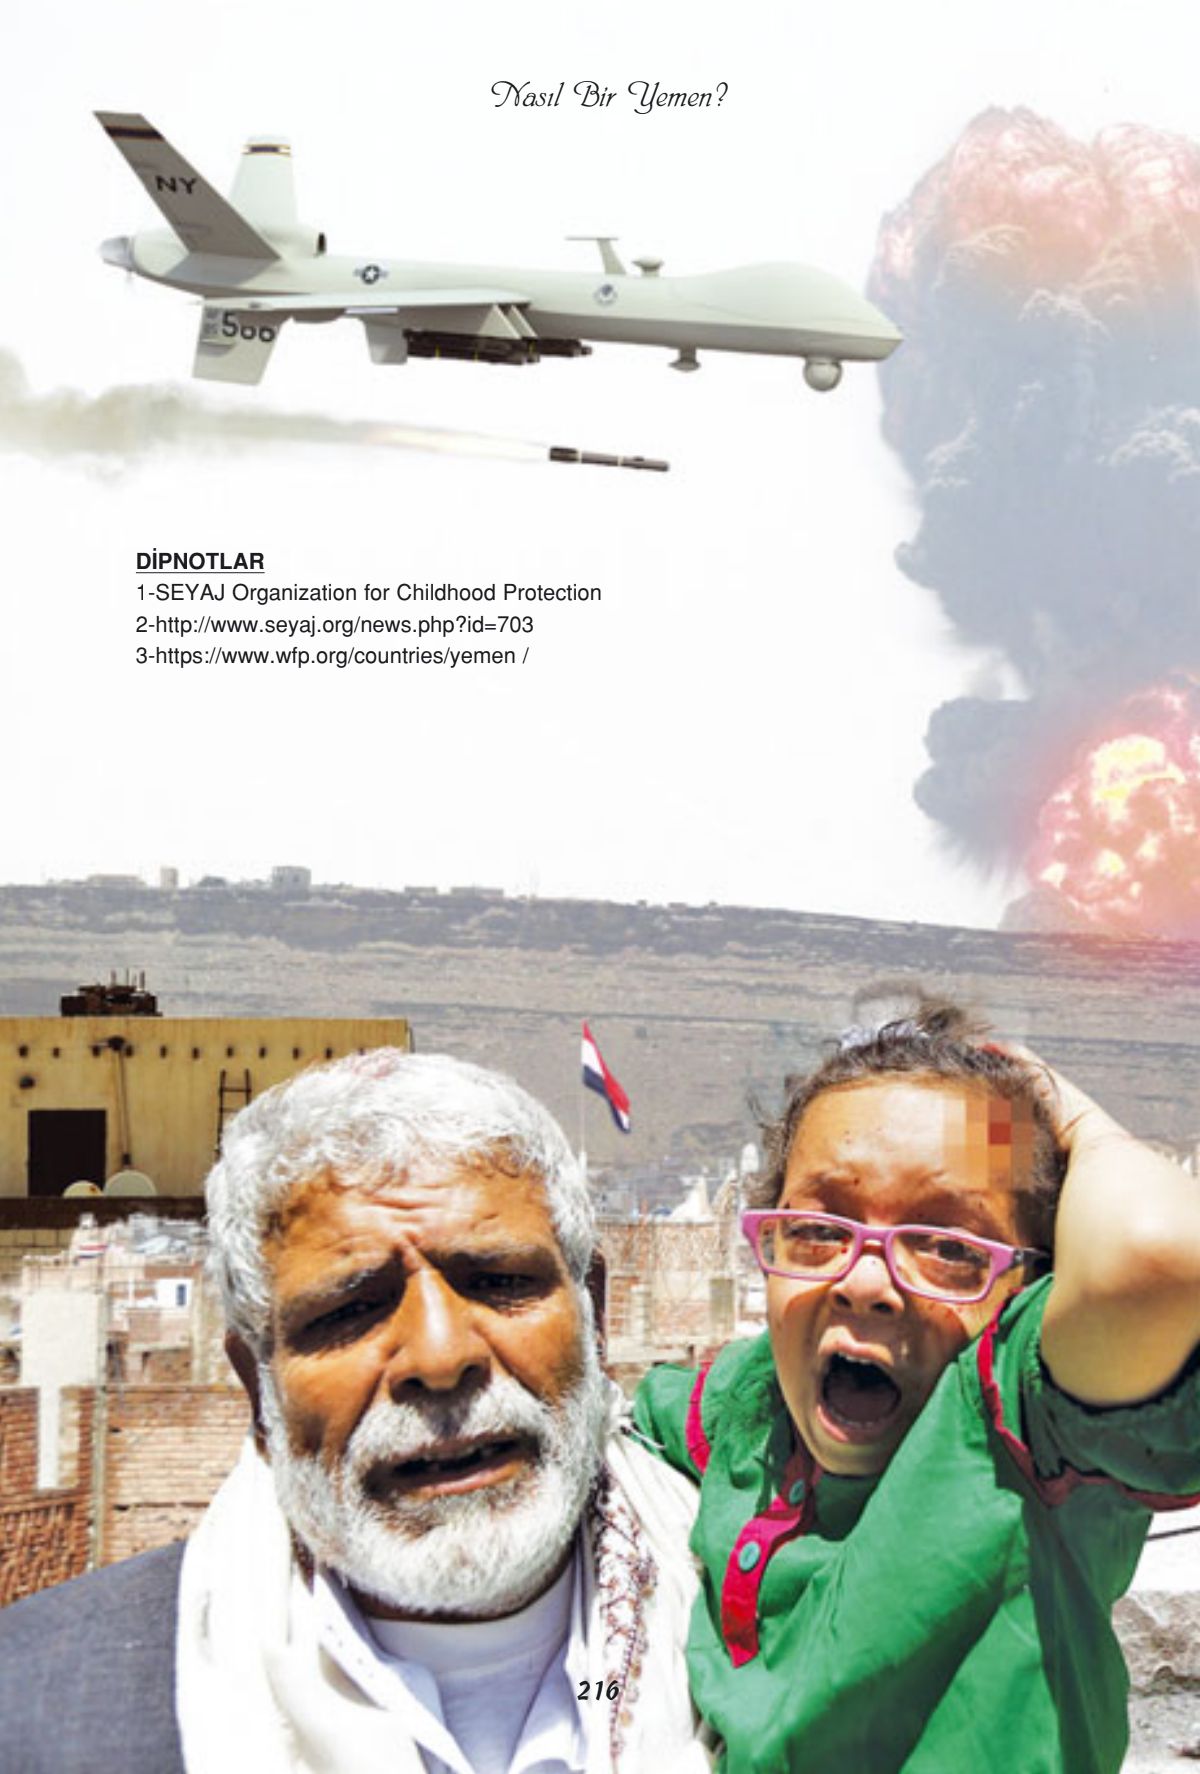 Nasıl Bir Yemen?
NY
566
DİPNOTLAR
1-SEYAJ Organization for Childhood Protection
2-http://www.seyaj.org/news.php?id=703
3-https://www.wfp.org/countries/yemen /
216